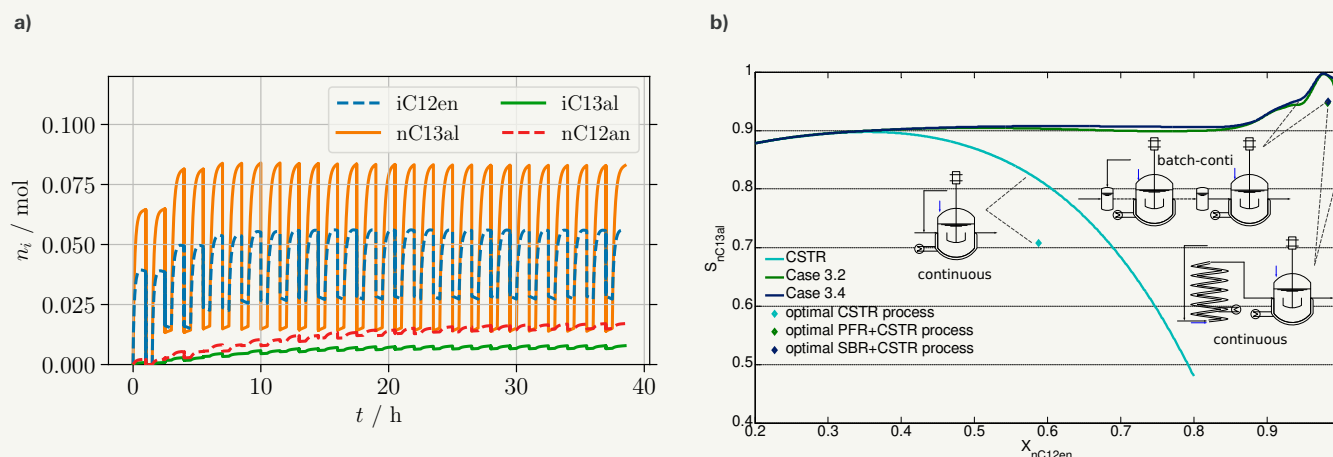 a)
0.100
0.075
0.050
0.025
0.000
n_i / mol
iC12en
nC13al
iC13al
nC12an
0
10
20
30
40
t / h
b)
1
0.9
0.8
0.7
0.6
0.5
0.4
S_nC13al
batch-conti
continuous
continuous
CSTR
Case 3.2
Case 3.4
optimal CSTR process
optimal PFR+CSTR process
optimal SBR+CSTR process
0.2
0.3
0.4
0.5
0.6
0.7
0.8
0.9
X_nC12en